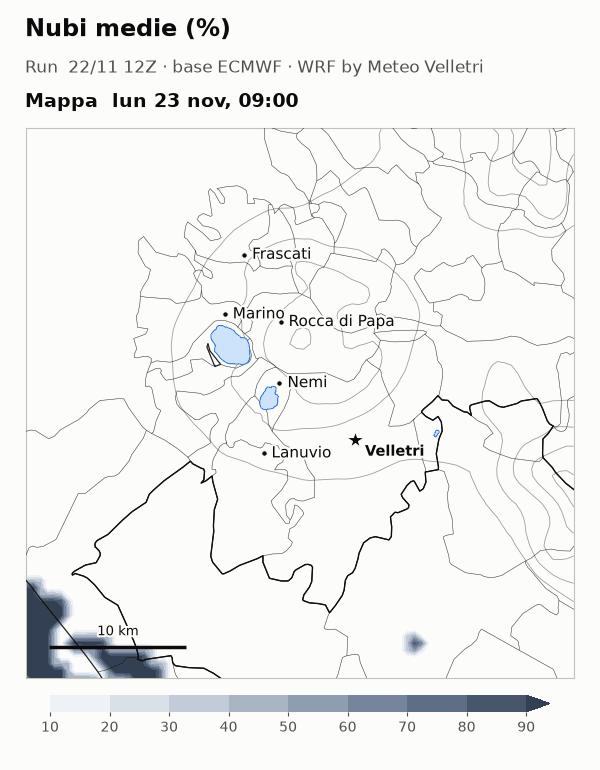 Nubi medie (%)
Run 22/11 12Z · base ECMWF · WRF by Meteo Velletri
Mappa lun 23 nov, 09:00
Frascati
Marino
Rocca di Papa
Nemi
Velletri
Lanuvio
10 km
10 20 30 40 50 60 70 80 90